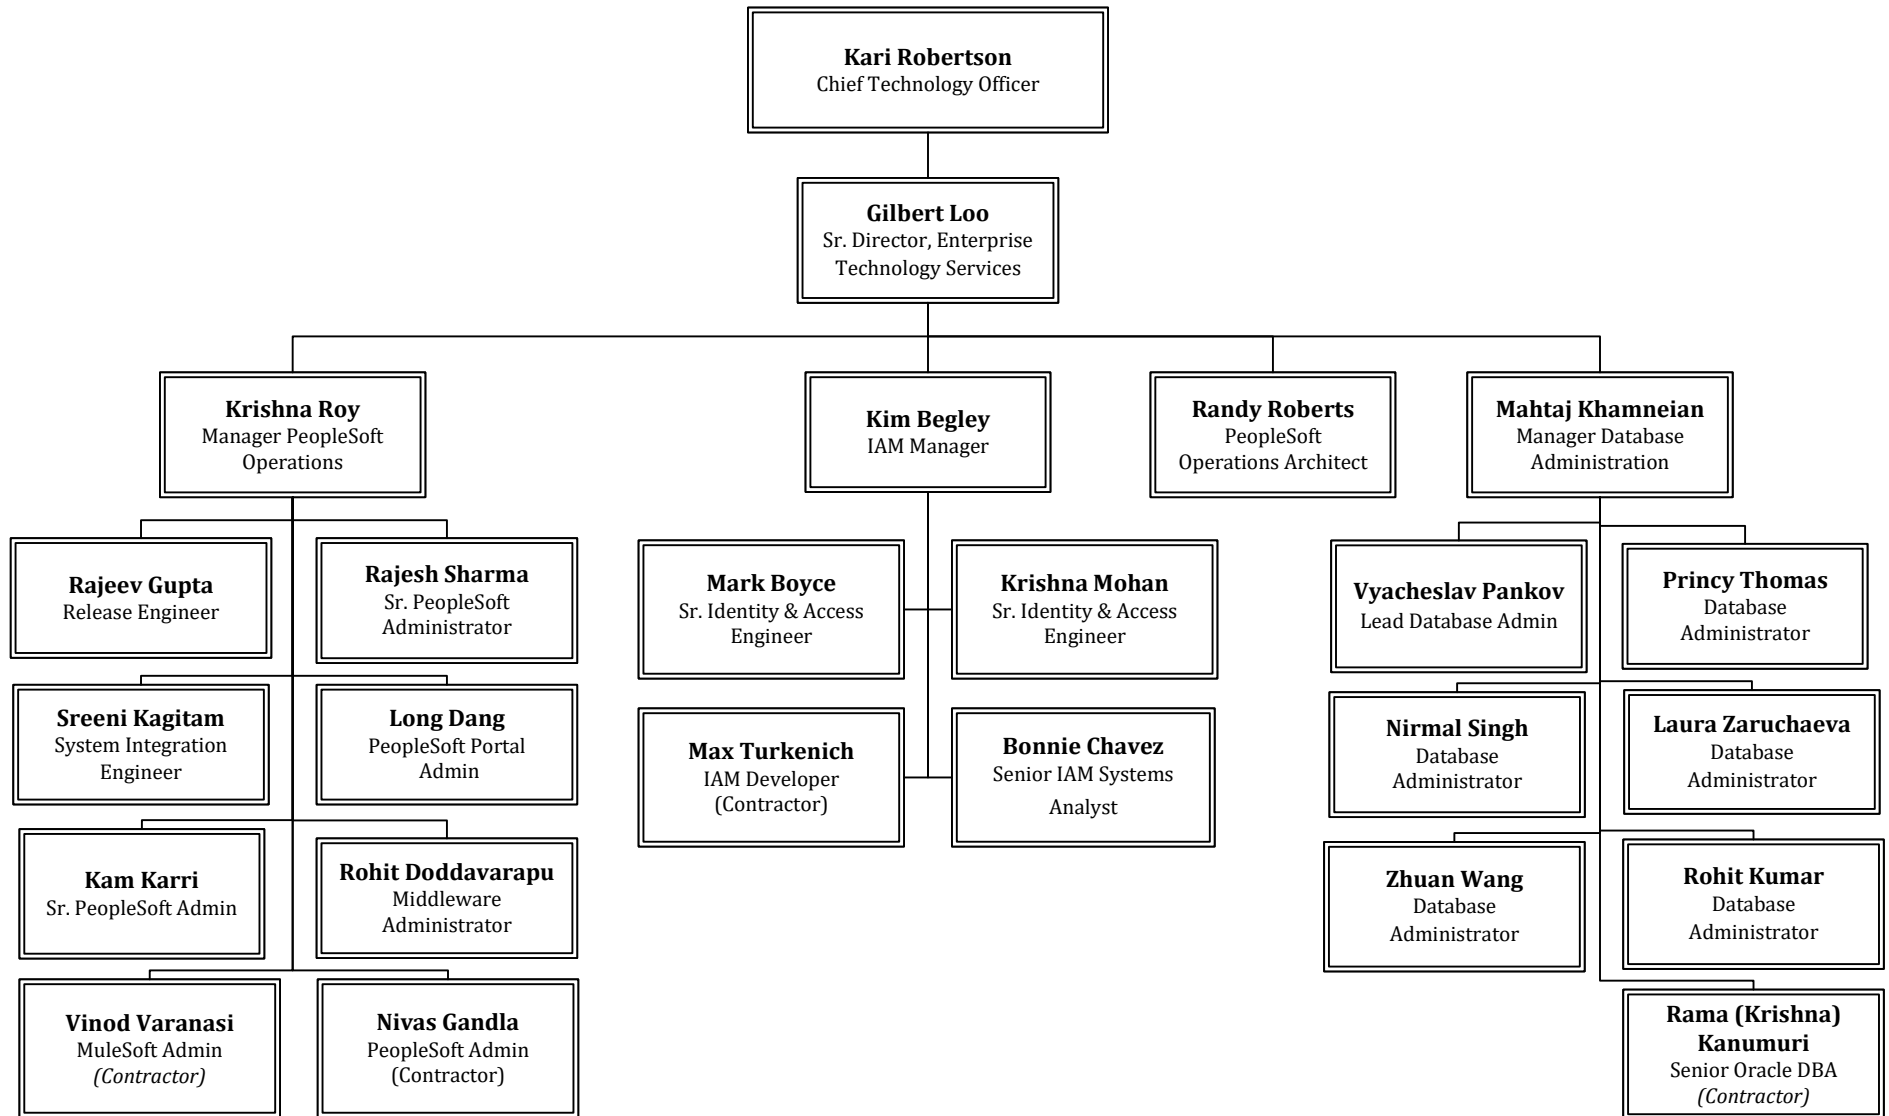 Kari Robertson
Chief Technology Officer
Gilbert Loo
Sr. Director, Enterprise
Technology Services
Krishna Roy
Manager PeopleSoft
Operations
Kim Begley
IAM Manager
Randy Roberts
PeopleSoft
Operations Architect
Mahtaj Khamneian
Manager Database
Administration
Rajeev Gupta
Release Engineer
Rajesh Sharma
Sr. PeopleSoft
Administrator
Mark Boyce
Sr. Identity & Access
Engineer
Krishna Mohan
Sr. Identity & Access
Engineer
Vyacheslav Pankov
Lead Database Admin
Princy Thomas
Database
Administrator
Sreeni Kagitam
System Integration
Engineer
Long Dang
PeopleSoft Portal
Admin
Max Turkenich
IAM Developer
(Contractor)
Bonnie Chavez
Senior IAM Systems
Analyst
Nirmal Singh
Database
Administrator
Laura Zaruchaeva
Database
Administrator
Kam Karri
Sr. PeopleSoft Admin
Rohit Doddavarapu
Middleware
Administrator
Zhuan Wang
Database
Administrator
Rohit Kumar
Database
Administrator
Vinod Varanasi
MuleSoft Admin
(Contractor)
Nivas Gandla
PeopleSoft Admin
(Contractor)
Rama (Krishna)
Kanumuri
Senior Oracle DBA
(Contractor)